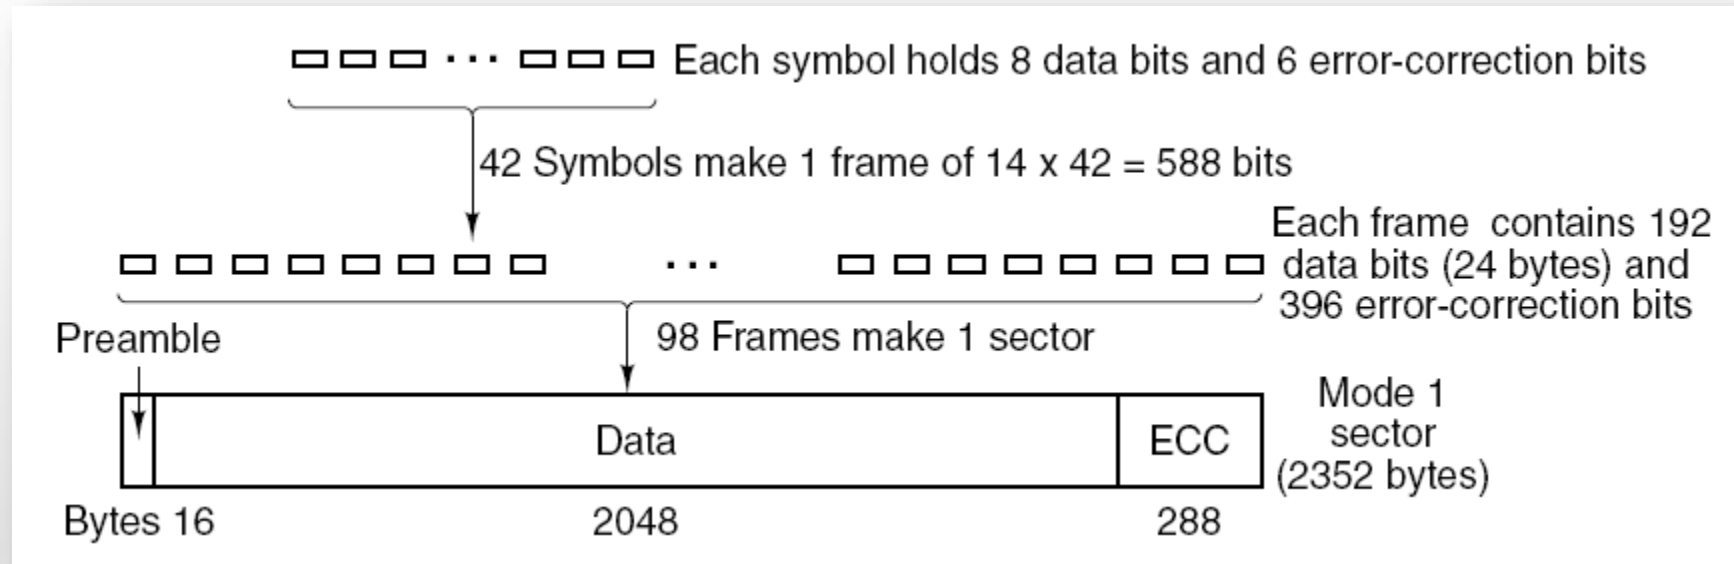 Each symbol holds 8 data bits and 6 error-correction bits
42 Symbols make 1 frame of 14 x 42 = 588 bits
Each frame contains 192
data bits (24 bytes) and
396 error-correction bits
Preamble
98 Frames make 1 sector
Mode 1
sector
(2352 bytes)
Data
ECC
Bytes 16
2048
288